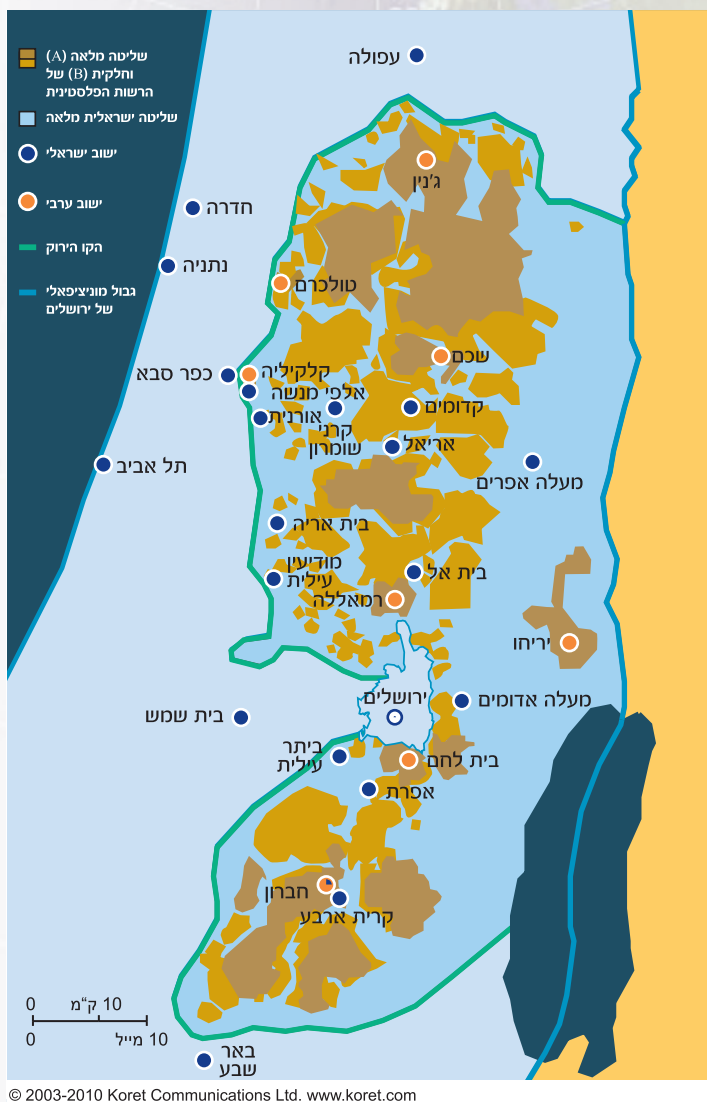 שליטה מלאה (A)
וחלקית (B) של
הרשות הפלסטינית
שליטה ישראלית מלאה
ישוב ישראלי
ישוב ערבי
הקו הירוק
גבול מוניציפאלי
של ירושלים
עפולה
ג'נין
חדרה
נתניה
טולכרם
שכם
קלקיליה
כפר סבא
אלפי מנשה
קדומים
אורנית
קרני
שומרון
אריאל
מעלה אפרים
תל אביב
בית אריה
מודיעין
עילית
בית אל
רמאללה
יריחו
ירושלים
מעלה אדומים
בית שמש
ביתר
עילית
בית לחם
אפרת
חברון
קרית ארבע
0 10 ק"מ
0 10 מייל
באר
שבע
© 2003-2010 Koret Communications Ltd. www.koret.com